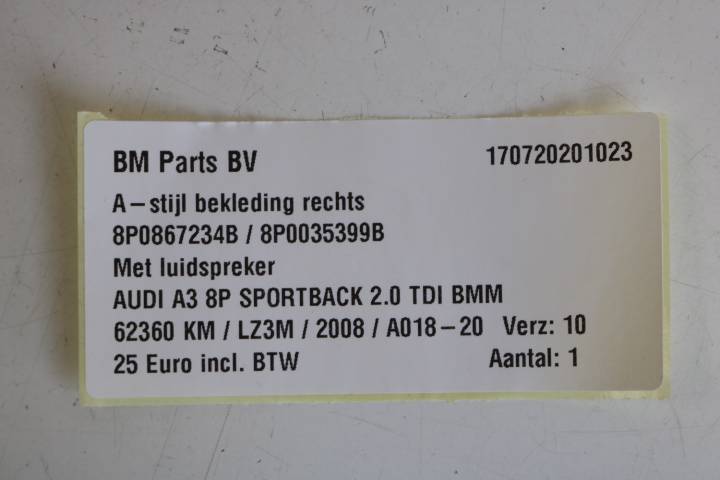 BM Parts BV 170720201023
A-stijl bekleding rechts
8P0867234B / 8P0035399B
Met luidspreker
AUDI A3 8P SPORTBACK 2.0 TDI BMM
62360 KM / LZ3M / 2008 / A018-20 Verz: 10
25 Euro incl. BTW Aantal: 1